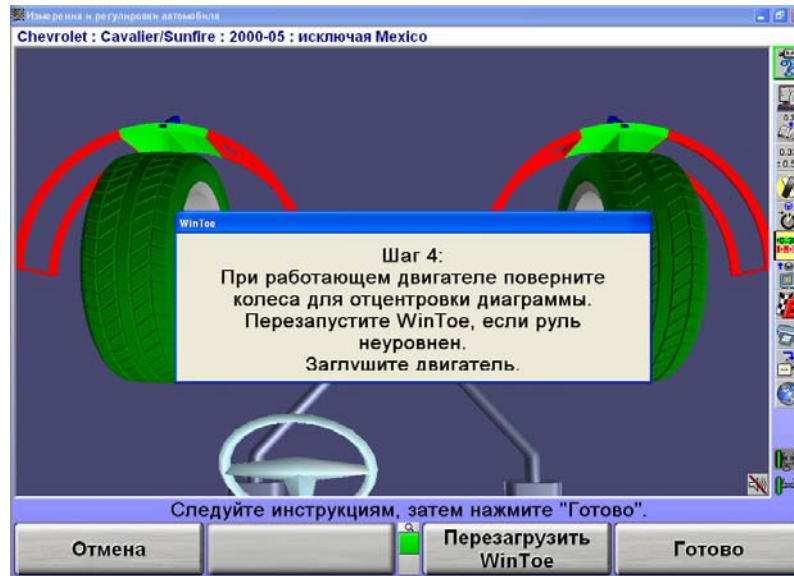 Измерения и регулировки автомобиля
Chevrolet : Cavalier/Sunfire : 2000-05 : исключая Mexico
WinToe
Шаг 4:
При работающем двигателе поверните
колеса для отцентровки диаграммы.
Перезапустите WinToe, если руль
неуровнен.
Заглушите двигатель.
Следуйте инструкциям, затем нажмите "Готово".
Отмена
Перезагрузить
WinToe
Готово